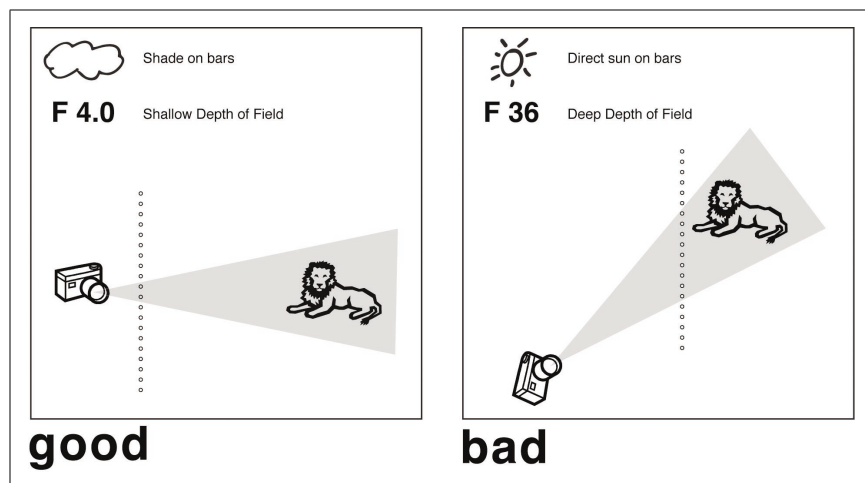 Shade on bars
F 4.0 Shallow Depth of Field
good
Direct sun on bars
F 36 Deep Depth of Field
bad